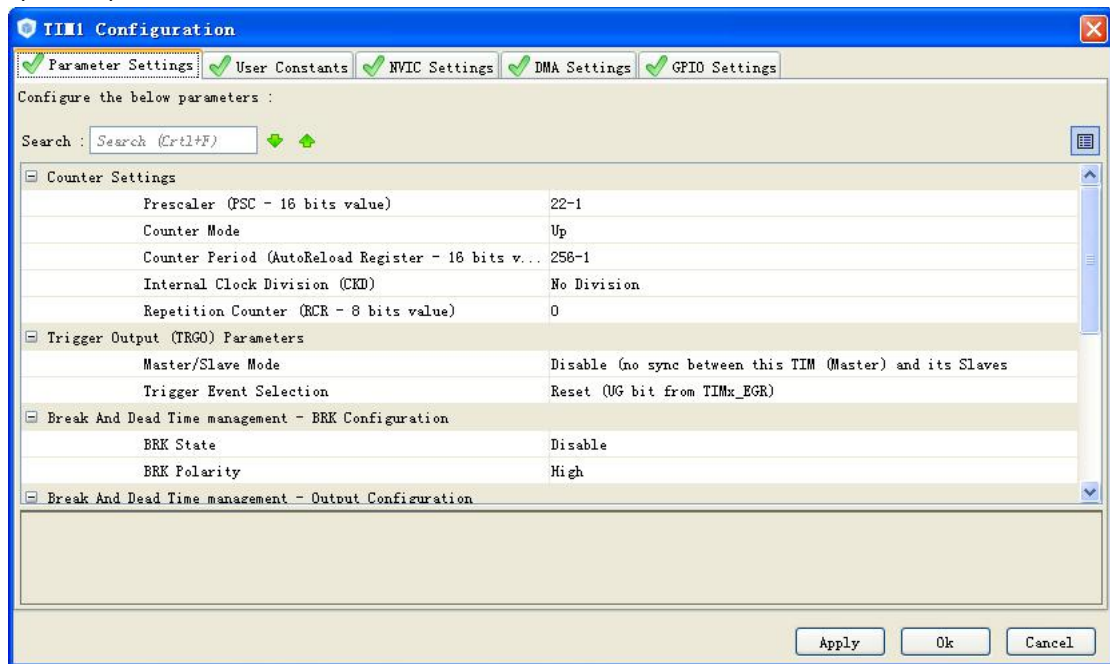 TIM1 Configuration
Parameter Settings User Constants NVIC Settings DMA Settings GPIO Settings
Configure the below parameters :
Search : Search (Crtl+F)
Counter Settings
Prescaler (PSC - 16 bits value) 22-1
Counter Mode Up
Counter Period (AutoReload Register - 16 bits v... 256-1
Internal Clock Division (CKD) No Division
Repetition Counter (RCR - 8 bits value) 0
Trigger Output (TRGO) Parameters
Master/Slave Mode Disable (no sync between this TIM (Master) and its Slaves
Trigger Event Selection Reset (UG bit from TIMx_EGR)
Break And Dead Time management - BRK Configuration
BRK State Disable
BRK Polarity High
Break And Dead Time management - Output Configuration
Apply Ok Cancel